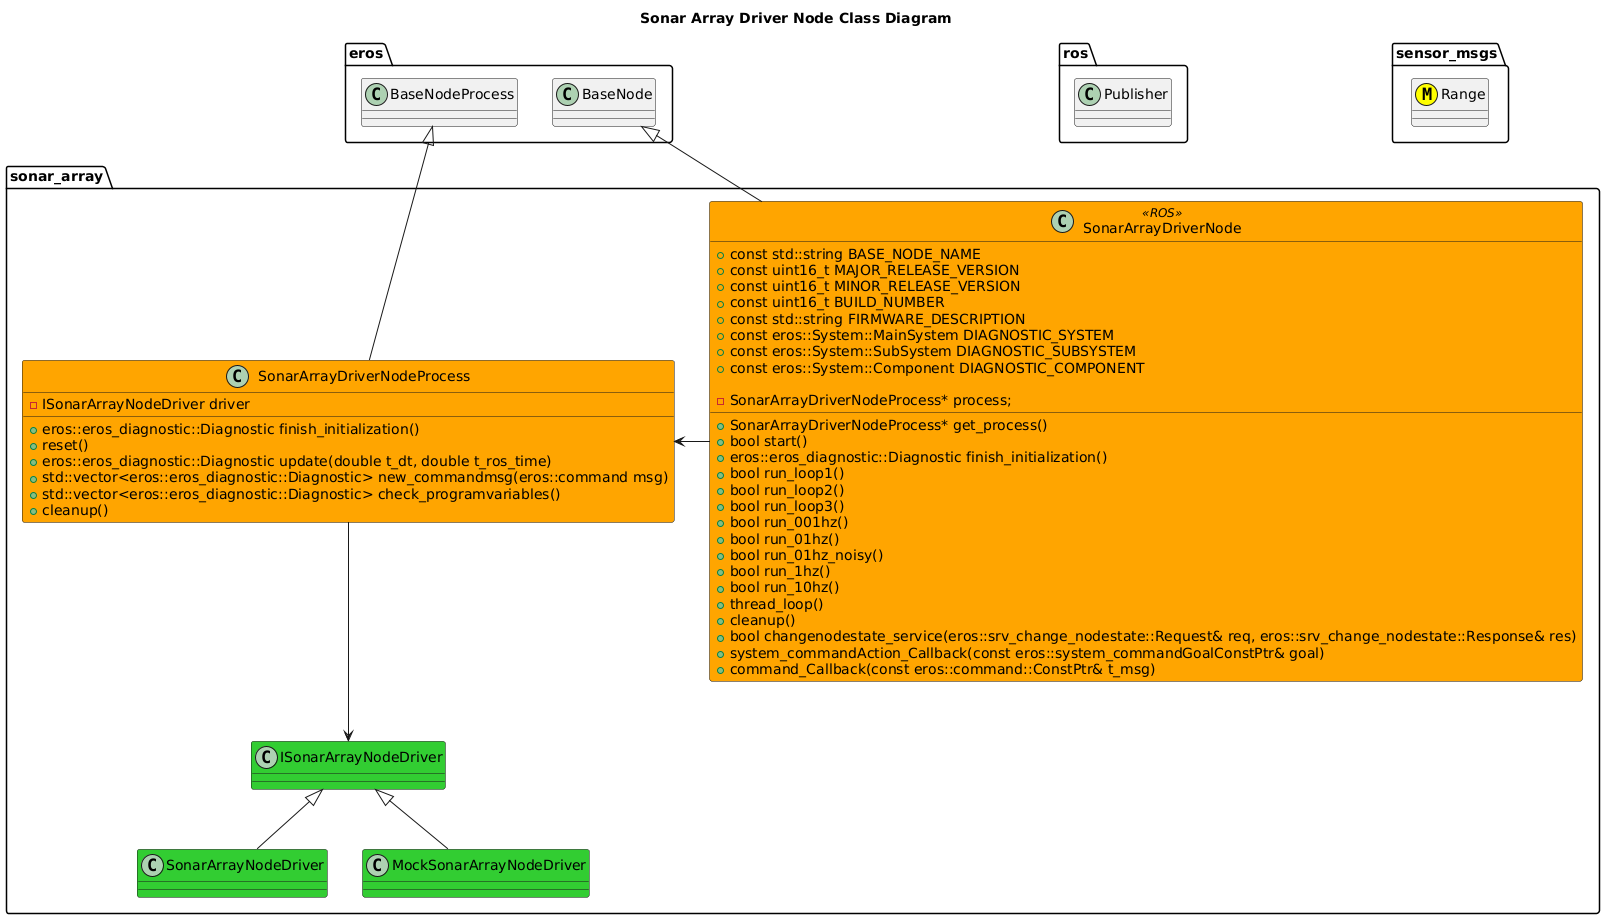 Sonar Array Driver Node Class Diagram
eros
C BaseNodeProcess
C BaseNode
ros
C Publisher
sensor_msgs
M Range
sonar_array
C «ROS»
SonarArrayDriverNode
const std::string BASE_NODE_NAME
const uint16_t MAJOR_RELEASE_VERSION
const uint16_t MINOR_RELEASE_VERSION
const uint16_t BUILD_NUMBER
const std::string FIRMWARE_DESCRIPTION
const eros::System::MainSystem DIAGNOSTIC_SYSTEM
const eros::System::SubSystem DIAGNOSTIC_SUBSYSTEM
const eros::System::Component DIAGNOSTIC_COMPONENT
SonarArrayDriverNodeProcess* process;
SonarArrayDriverNodeProcess* get_process()
bool start()
eros::eros_diagnostic::Diagnostic finish_initialization()
bool run_loop1()
bool run_loop2()
bool run_loop3()
bool run_001hz()
bool run_01hz()
bool run_01hz_noisy()
bool run_1hz()
bool run_10hz()
thread_loop()
cleanup()
bool changenodestate_service(eros::srv_change_nodestate::Request& req, eros::srv_change_nodestate::Response& res)
system_commandAction_Callback(const eros::system_commandGoalConstPtr& goal)
command_Callback(const eros::command::ConstPtr& t_msg)
C SonarArrayDriverNodeProcess
ISonarArrayNodeDriver driver
eros::eros_diagnostic::Diagnostic finish_initialization()
reset()
eros::eros_diagnostic::Diagnostic update(double t_dt, double t_ros_time)
std::vector<eros::eros_diagnostic::Diagnostic> new_commandmsg(eros::command msg)
std::vector<eros::eros_diagnostic::Diagnostic> check_programvariables()
cleanup()
C ISonarArrayNodeDriver
C SonarArrayNodeDriver
C MockSonarArrayNodeDriver